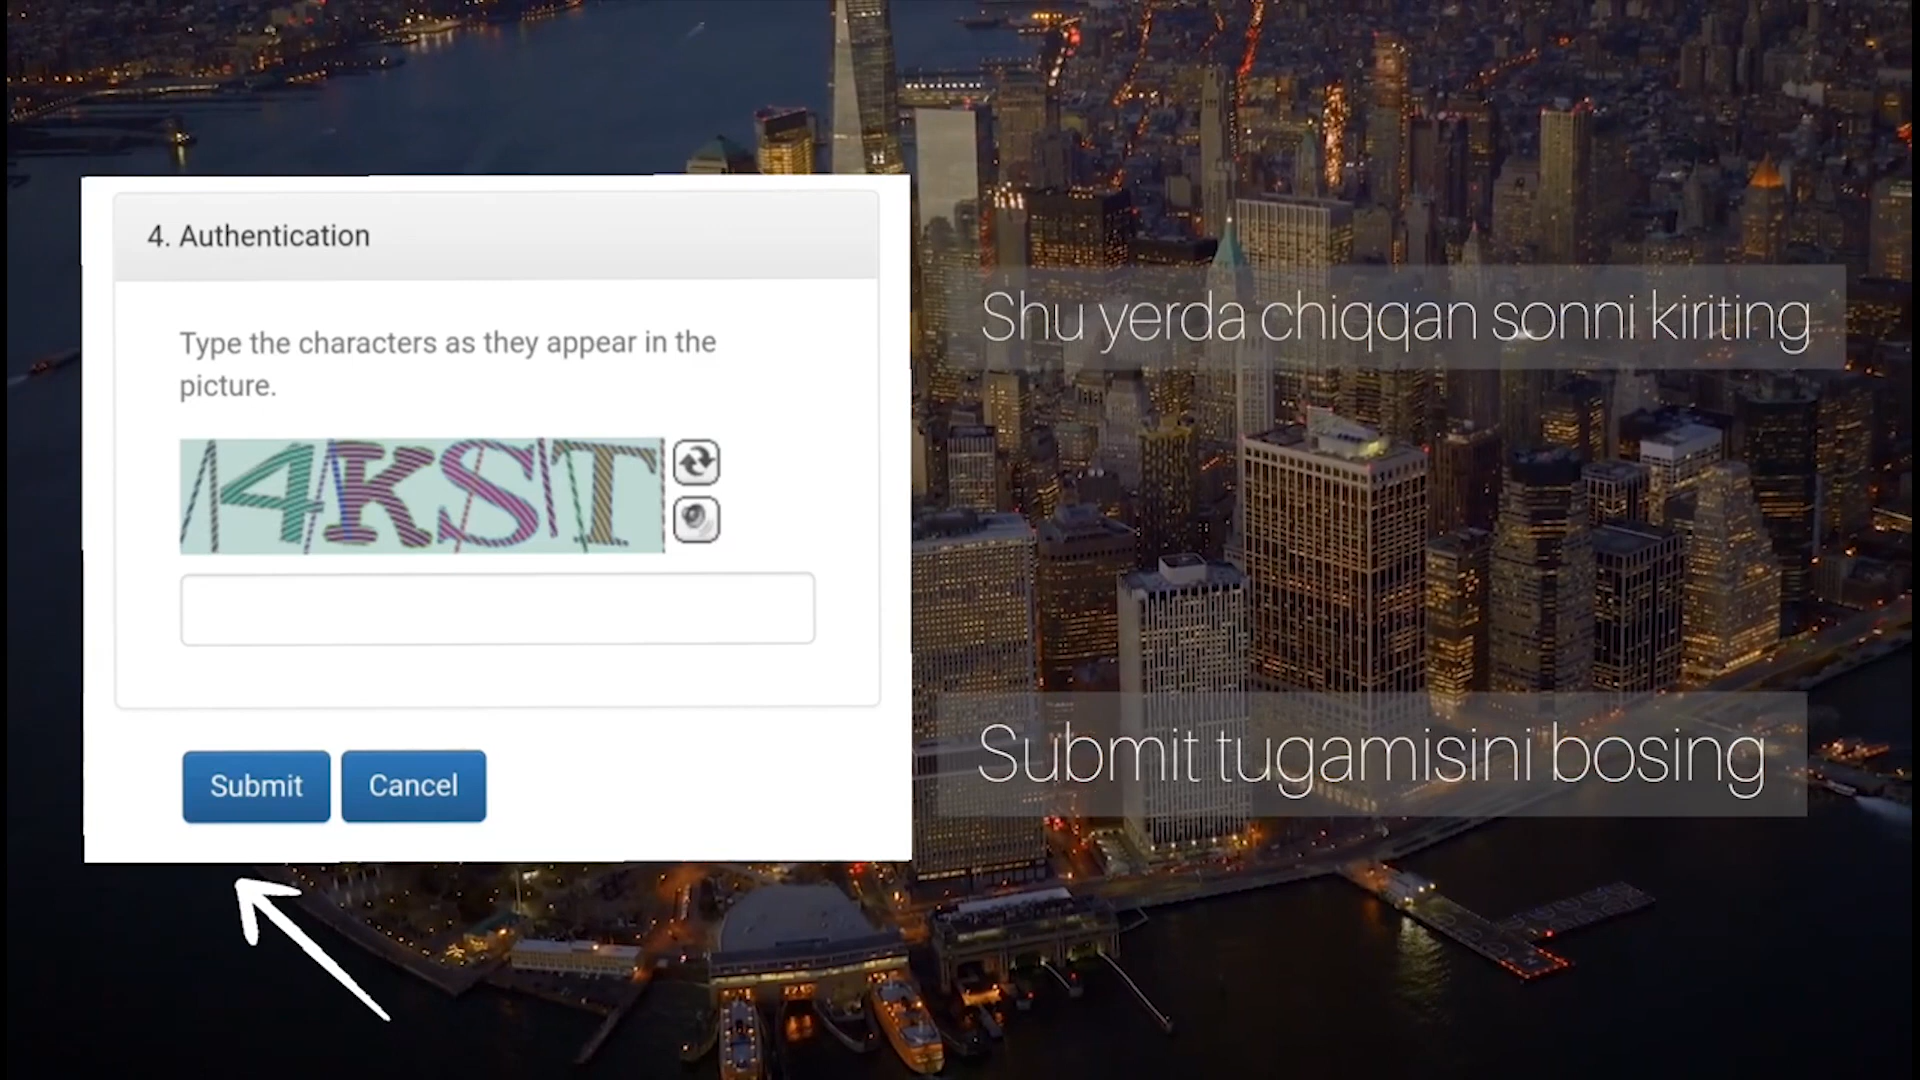 4. Authentication
Type the characters as they appear in the
picture.
4KST
Submit
Cancel
Shu yerda chiqqan sonni kiriting
Submit tugamisini bosing